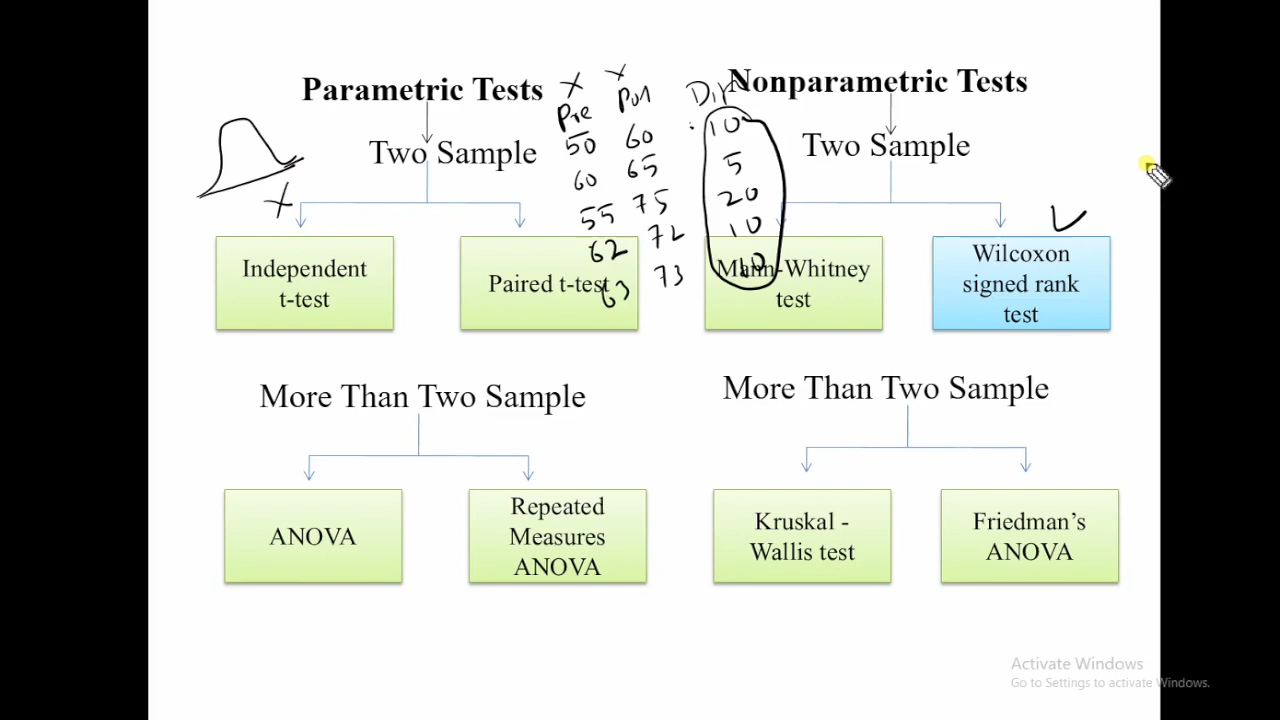 Parametric Tests
Two Sample
Independent
t-test
Paired t-test
Pre
50
60
55
62
63
60
65
75
72
73
10
5
20
10
10
Nonparametric Tests
Two Sample
Mann-Whitney
test
Wilcoxon
signed rank
test
More Than Two Sample
ANOVA
Repeated
Measures
ANOVA
More Than Two Sample
Kruskal -
Wallis test
Friedman's
ANOVA
Activate Windows
Go to Settings to activate Windows.